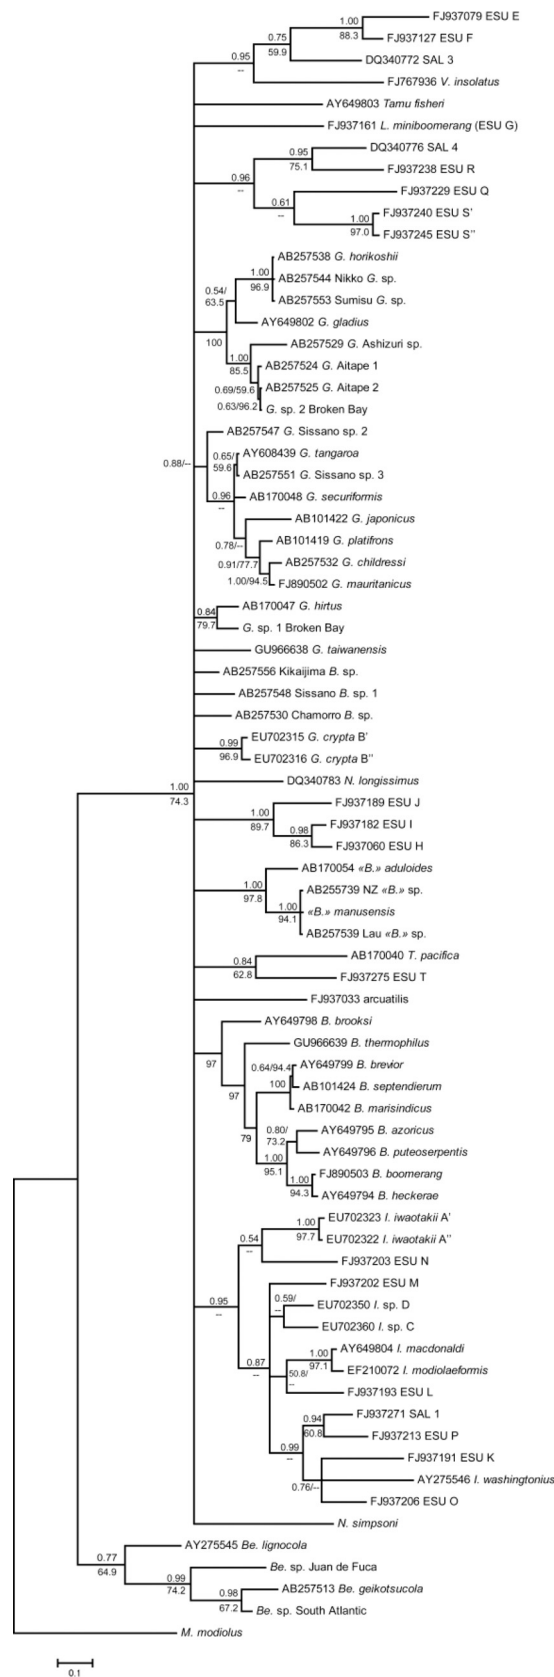 1.00
FJ937079 ESU E
0.75
88.3
FJ937127 ESU F
0.95
59.9
DQ340772 SAL 3
--
FJ767936 V. insolatus
AY649803 Tamu fisheri
FJ937161 L. miniboomerang (ESU G)
0.95
DQ340776 SAL 4
0.96
75.1
FJ937238 ESU R
--
0.61
FJ937229 ESU Q
--
1.00
FJ937240 ESU S'
97.0
FJ937245 ESU S''
AB257538 G. horikoshii
1.00
AB257544 Nikko G. sp.
0.54/
96.9
63.5
AB257553 Sumisu G. sp.
AY649802 G. gladius
100
AB257529 G. Ashizuri sp.
1.00
85.5
AB257524 G. Aitape 1
0.69/59.6
AB257525 G. Aitape 2
0.63/96.2
G. sp. 2 Broken Bay
AB257547 G. Sissano sp. 2
0.65/
AY608439 G. tangaroa
0.88/--
59.6
AB257551 G. Sissano sp. 3
0.96
AB170048 G. securiformis
--
AB101422 G. japonicus
0.78/--
AB101419 G. platifrons
0.91/77.7
AB257532 G. childressi
1.00/94.5
FJ890502 G. mauritanicus
0.84
AB170047 G. hirtus
79.7
G. sp. 1 Broken Bay
GU966638 G. taiwanensis
AB257556 Kikaijima B. sp.
AB257548 Sissano B. sp. 1
AB257530 Chamorro B. sp.
0.99
EU702315 G. crypta B'
96.9
EU702316 G. crypta B''
1.00
DQ340783 N. longissimus
74.3
1.00
FJ937189 ESU J
89.7
0.98
FJ937182 ESU I
86.3
FJ937060 ESU H
AB170054 «B.» aduloides
1.00
AB255739 NZ «B.» sp.
97.8
1.00
«B.» manusensis
94.1
AB257539 Lau «B.» sp.
0.84
AB170040 T. pacifica
62.8
FJ937275 ESU T
FJ937033 arcuatilis
AY649798 B. brooksi
97
GU966639 B. thermophilus
0.64/94.4
AY649799 B. brevior
97
100
AB101424 B. septendierum
AB170042 B. marisindicus
79
0.80/
AY649795 B. azoricus
73.2
AY649796 B. puteoserpentis
1.00
95.1
1.00
FJ890503 B. boomerang
94.3
AY649794 B. heckerae
1.00
EU702323 I. iwaotakii A'
0.54
97.7
EU702322 I. iwaotakii A''
--
FJ937203 ESU N
0.95
FJ937202 ESU M
--
0.59/
EU702350 I. sp. D
--
EU702360 I. sp. C
1.00
AY649804 I. macdonaldi
0.87
97.1
EF210072 I. modiolaeformis
--
50.8/
--
FJ937193 ESU L
0.94
FJ937271 SAL 1
60.8
FJ937213 ESU P
0.99
FJ937191 ESU K
--
AY275546 I. washingtonius
0.76/--
FJ937206 ESU O
N. simpsoni
AY275545 Be. lignocola
0.77
64.9
0.99
Be. sp. Juan de Fuca
74.2
0.98
AB257513 Be. geikotsucola
67.2
Be. sp. South Atlantic
M. modiolus
0.1